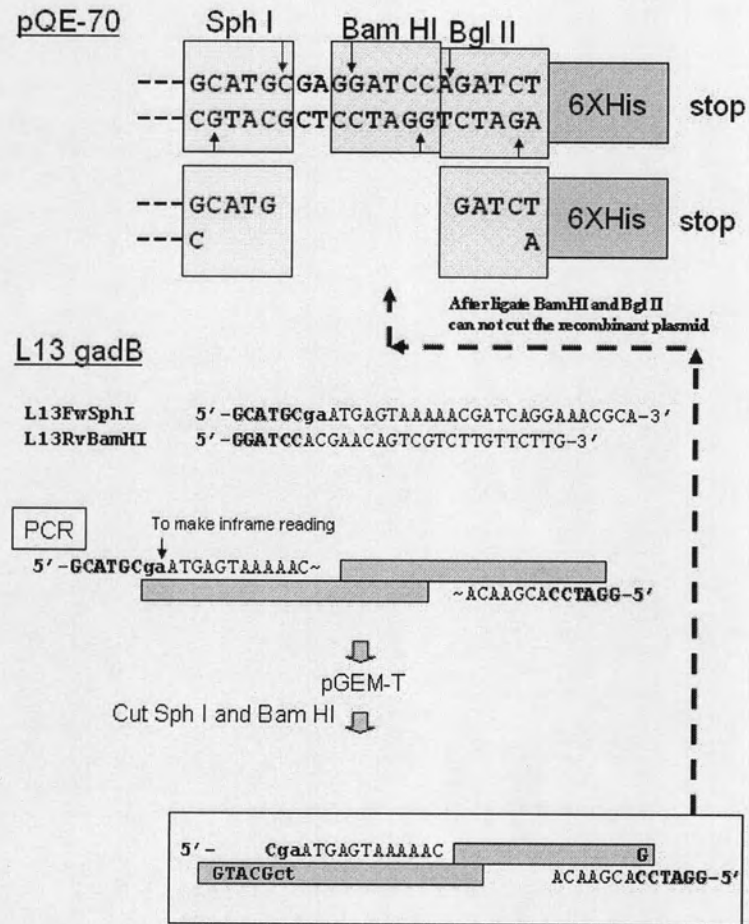 pQE-70
Sph I
Bam HI
Bgl II
---GCATGCGAGGATCCAGATCT
6XHis
stop
---CGTACGCTCCTAGGTCTAGA
---GCATG
GATCT
6XHis
stop
---C
A
After ligate BamHI and Bgl II
can not cut the recombinant plasmid
L13 gadB
L13FwSphI 5'-GCATGCgaATGAGTAAAAACGATCAGGAAACGCA-3'
L13RvBamHI 5'-GGATCCACGAACAGTCGTCTTGTTCTTG-3'
PCR
To make inframe reading
5'-GCATGCgaATGAGTAAAAAC~
~ACAAGCACCTAGG-5'
pGEM-T
Cut Sph I and Bam HI
5'- CgaATGAGTAAAAAC
G
GTACGct
ACAAGCACCTAGG-5'